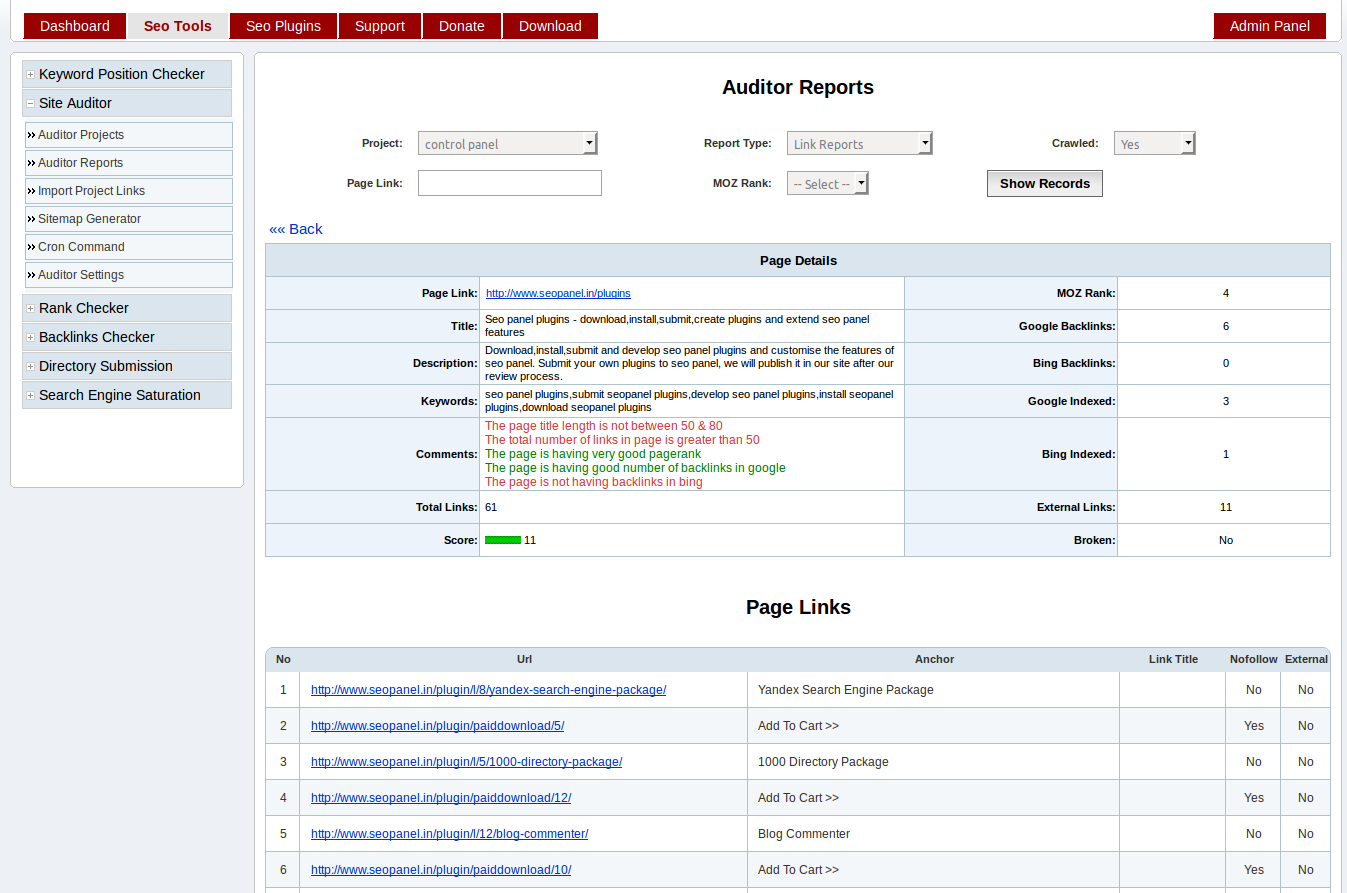 Dashboard Seo Tools Seo Plugins Support Donate Download Admin Panel
Keyword Position Checker
Site Auditor
Auditor Projects
Auditor Reports
Import Project Links
Sitemap Generator
Cron Command
Auditor Settings
Rank Checker
Backlinks Checker
Directory Submission
Search Engine Saturation
Auditor Reports
Project: control panel Report Type: Link Reports Crawled: Yes
Page Link: MOZ Rank: -- Select -- Show Records
«« Back
Page Details
Page Link: http://www.seopanel.in/plugins MOZ Rank: 4
Title: Seo panel plugins - download,install,submit,create plugins and extend seo panel
features
Google Backlinks: 6
Description: Download,install,submit and develop seo panel plugins and customise the features of
seo panel. Submit your own plugins to seo panel, we will publish it in our site after our
review process.
Bing Backlinks: 0
Keywords: seo panel plugins,submit seopanel plugins,develop seo panel plugins,install seopanel
plugins,download seopanel plugins
Google Indexed: 3
Comments: The page title length is not between 50 & 80
The total number of links in page is greater than 50
The page is having very good pagerank
The page is having good number of backlinks in google
The page is not having backlinks in bing
Bing Indexed: 1
Total Links: 61 External Links: 11
Score: 11 Broken: No
Page Links
No Url Anchor Link Title Nofollow External
1 http://www.seopanel.in/plugin/l/8/yandex-search-engine-package/ Yandex Search Engine Package No No
2 http://www.seopanel.in/plugin/paiddownload/5/ Add To Cart >> Yes No
3 http://www.seopanel.in/plugin/l/5/1000-directory-package/ 1000 Directory Package No No
4 http://www.seopanel.in/plugin/paiddownload/12/ Add To Cart >> Yes No
5 http://www.seopanel.in/plugin/l/12/blog-commenter/ Blog Commenter No No
6 http://www.seopanel.in/plugin/paiddownload/10/ Add To Cart >> Yes No